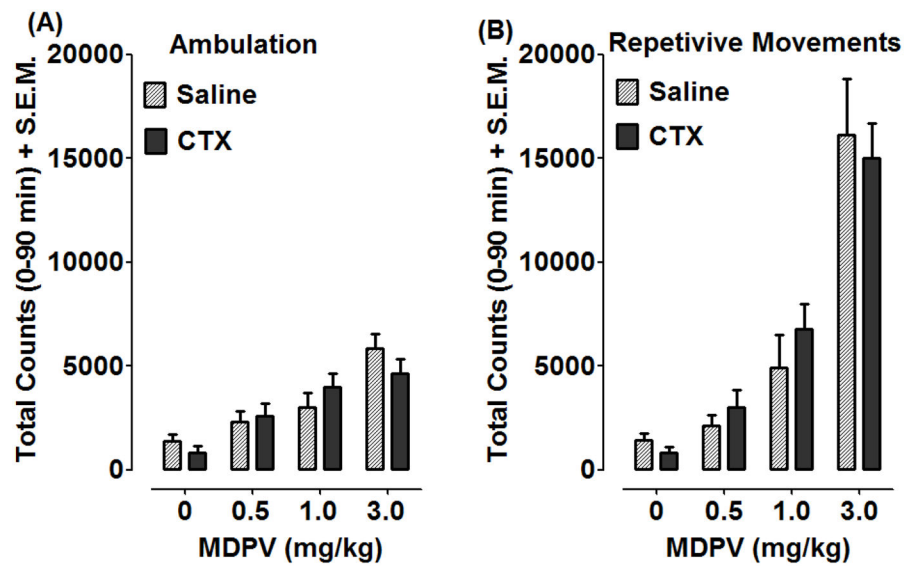 (A)
Ambulation
Saline
CTX
Total Counts (0-90 min) + S.E.M.
20000
15000
10000
5000
0
0 0.5 1.0 3.0
MDPV (mg/kg)
(B)
Repetivive Movements
Saline
CTX
Total Counts (0-90 min) + S.E.M.
20000
15000
10000
5000
0
0 0.5 1.0 3.0
MDPV (mg/kg)